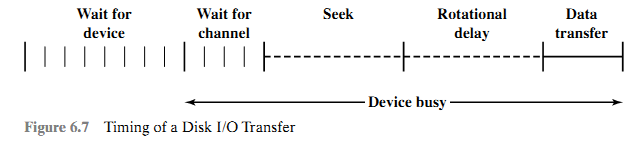 Wait for
device
Wait for
channel
Seek
Rotational
delay
Data
transfer
Device busy
Figure 6.7 Timing of a Disk I/O Transfer